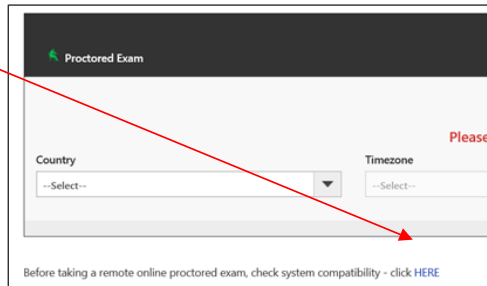 Proctored Exam
Please
Country Timezone
--Select-- --Select--
Before taking a remote online proctored exam, check system compatibility - click HERE